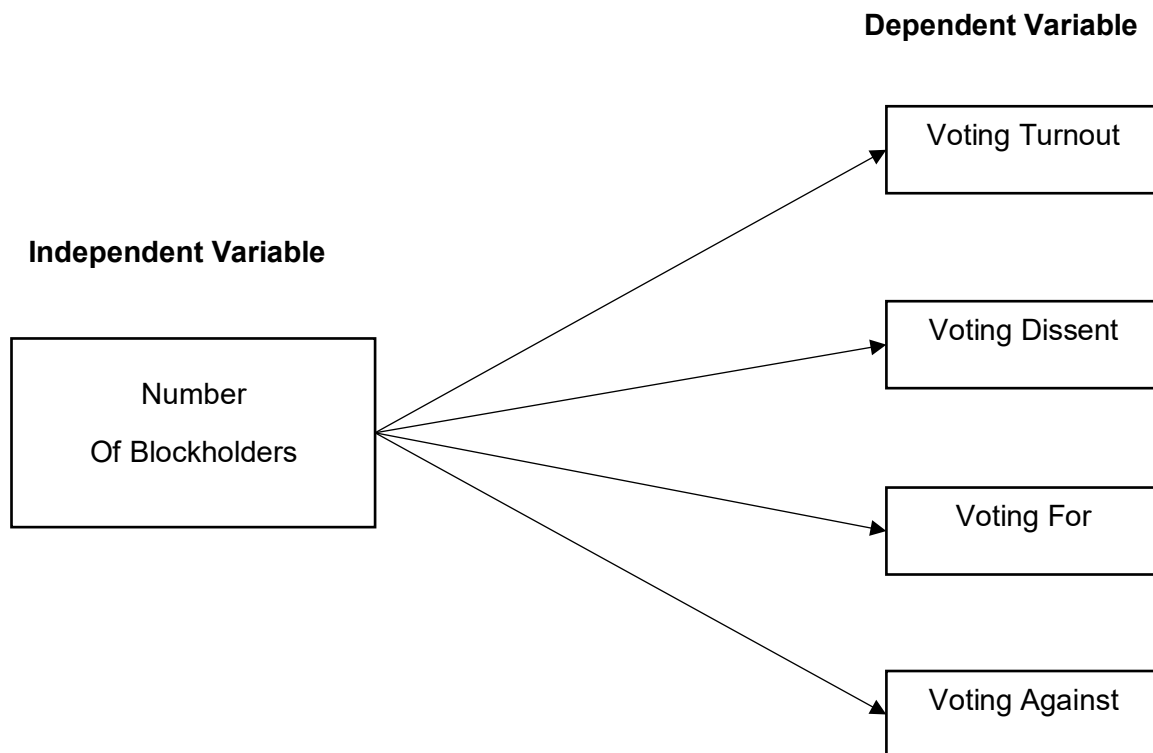 Dependent Variable
Voting Turnout
Independent Variable
Voting Dissent
Number
Of Blockholders
Voting For
Voting Against